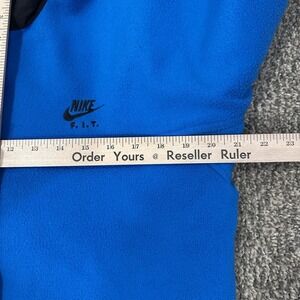 NIKE
F. I. T.
12 13 14 15 16 17 18 19 20 21 22 23
Order Yours @ Reseller Ruler